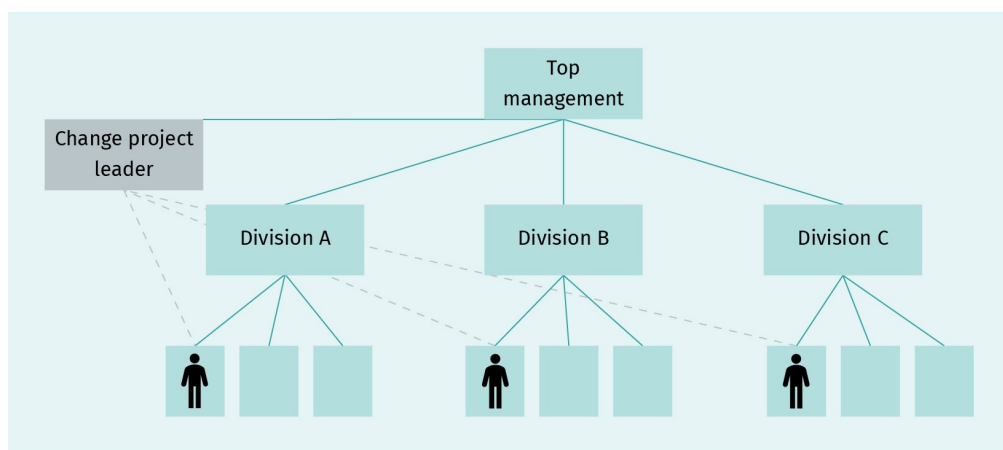 Top
management
Change project
leader
Division A
Division B
Division C